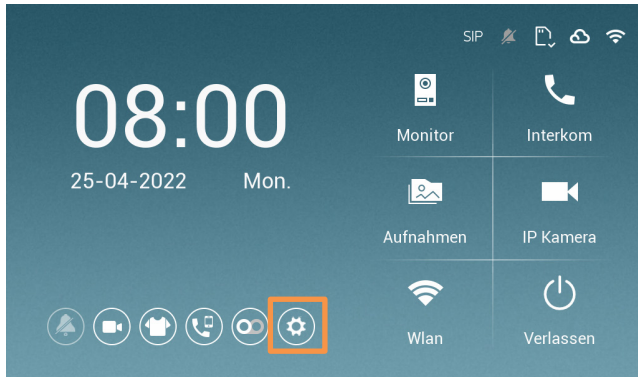 SIP
08:00
25-04-2022 Mon.
Monitor Interkom
Aufnahmen IP Kamera
Wlan Verlassen